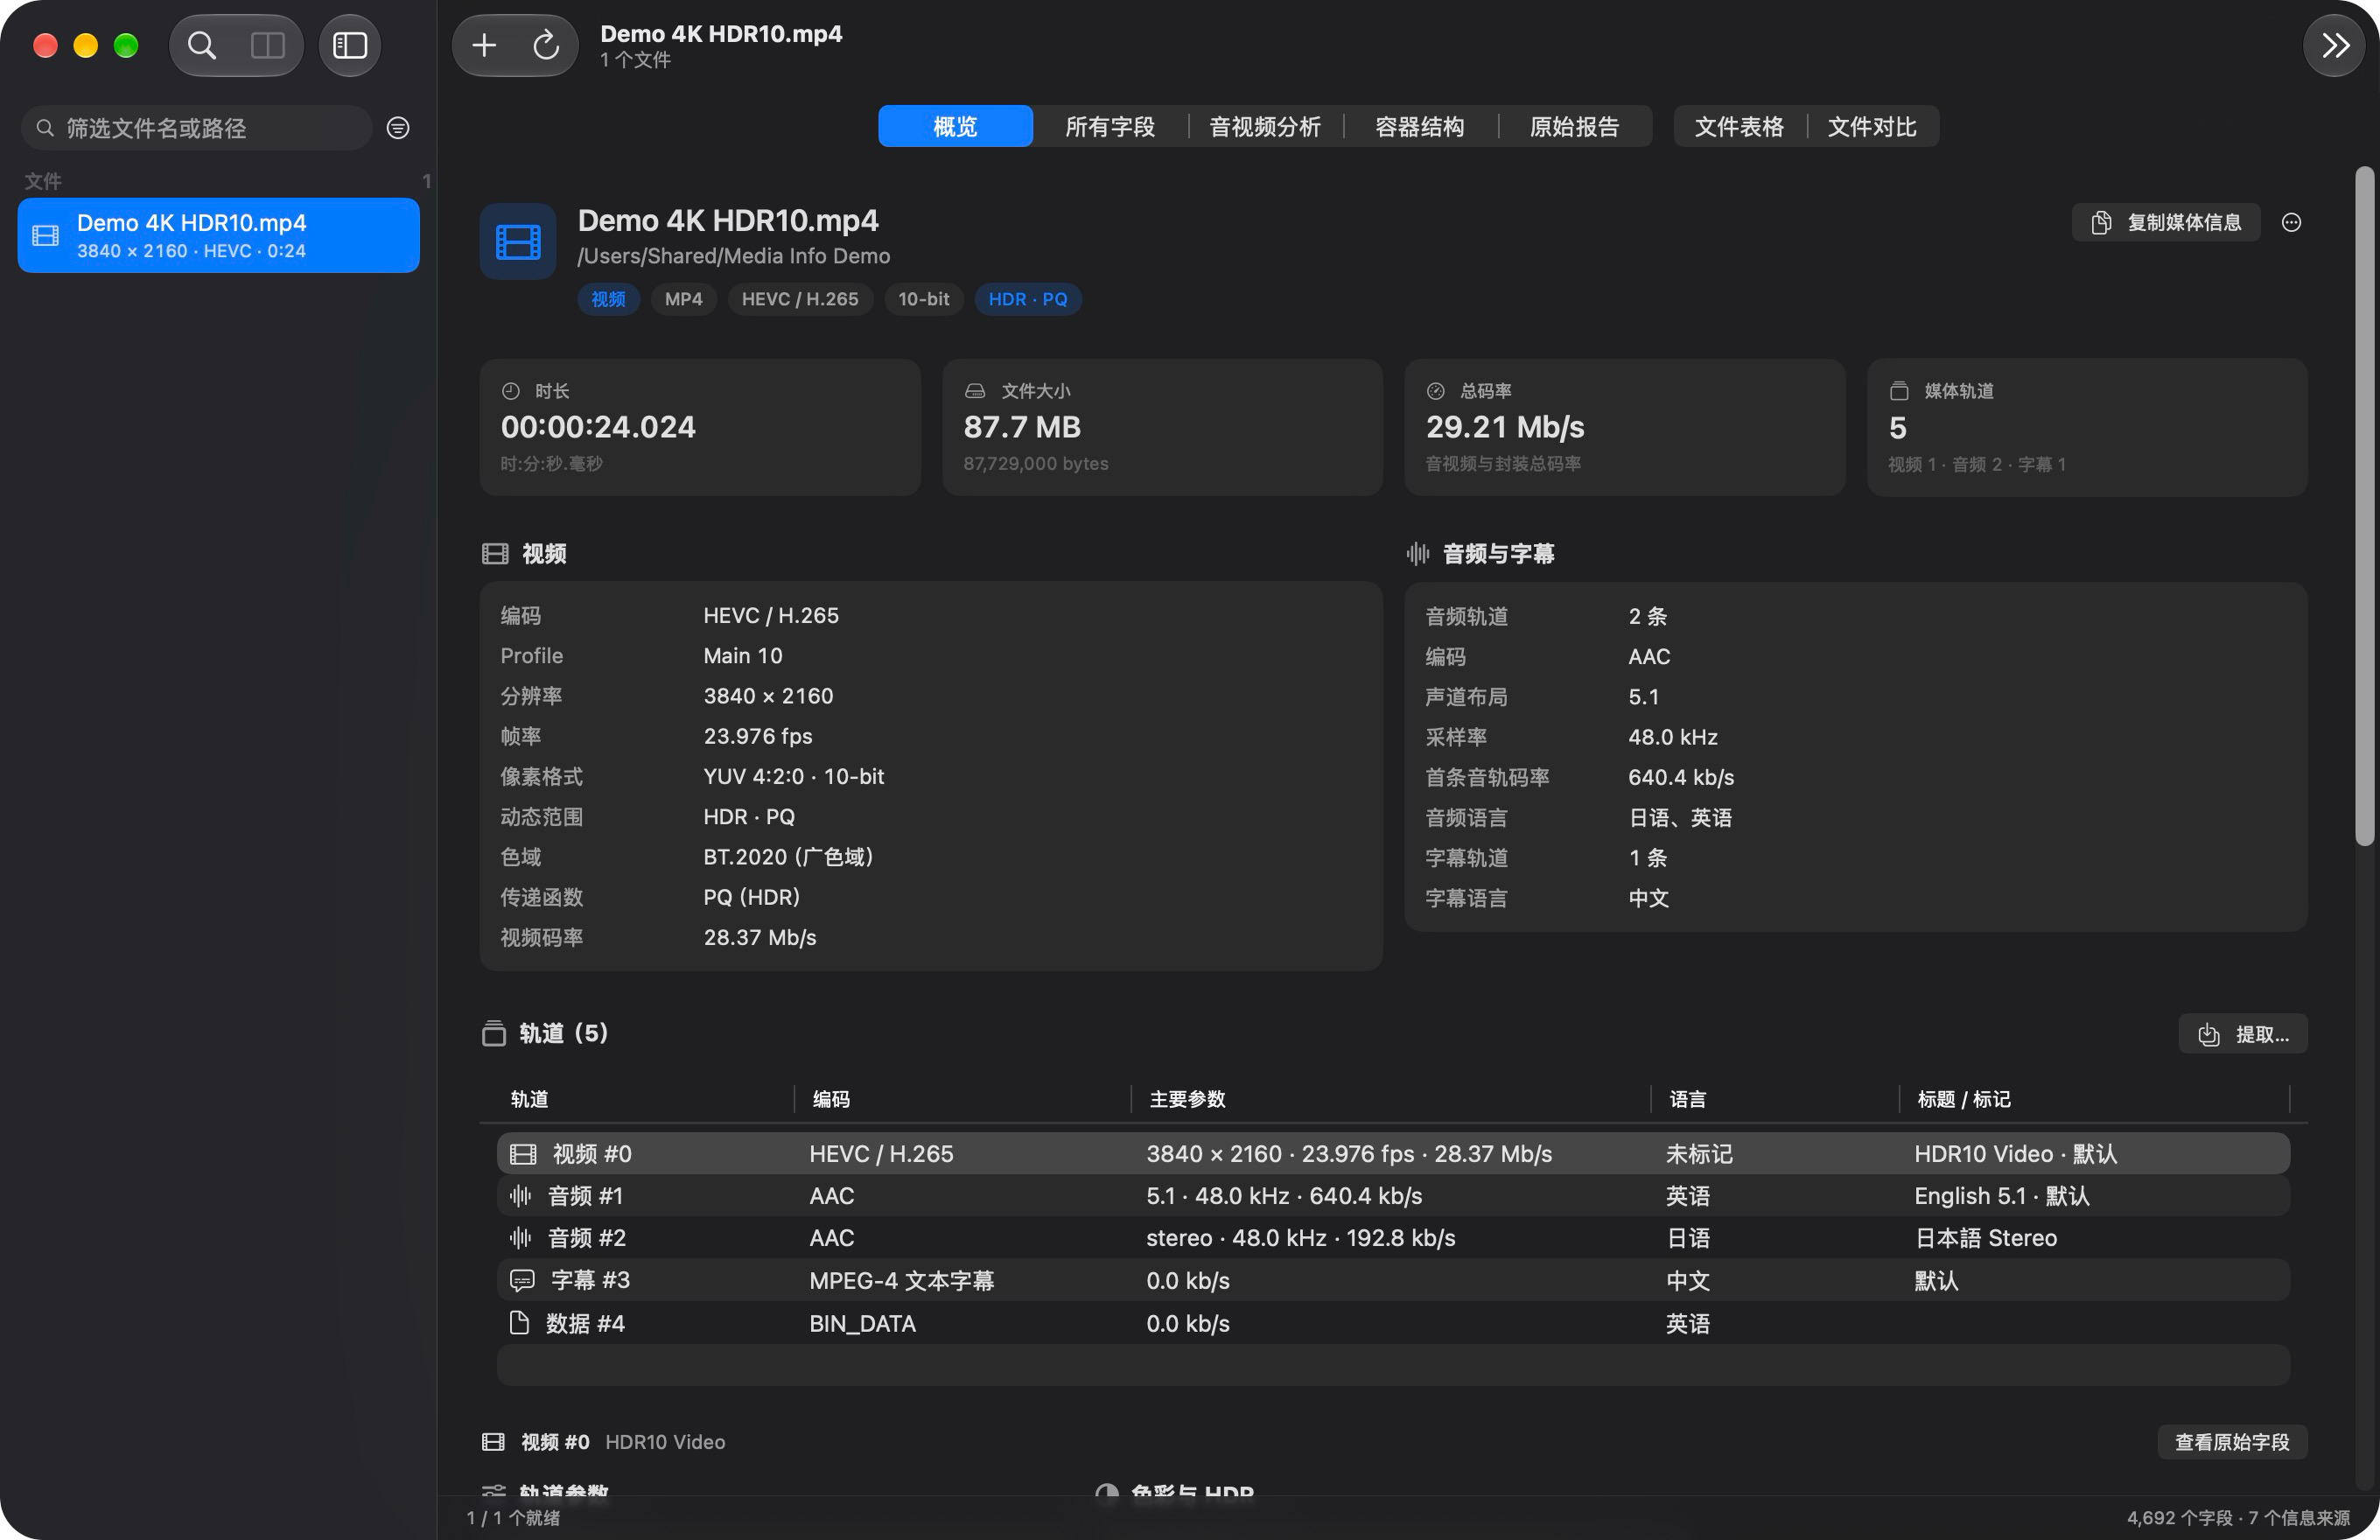 Demo 4K HDR10.mp4
1 个文件
筛选文件名或路径
概览 所有字段 音视频分析 容器结构 原始报告 文件表格 文件对比
文件 1
Demo 4K HDR10.mp4
3840 × 2160 · HEVC · 0:24
Demo 4K HDR10.mp4
/Users/Shared/Media Info Demo
视频 MP4 HEVC / H.265 10-bit HDR · PQ
复制媒体信息
时长
00:00:24.024
时:分:秒.毫秒
文件大小
87.7 MB
87,729,000 bytes
总码率
29.21 Mb/s
音视频与封装总码率
媒体轨道
5
视频 1 · 音频 2 · 字幕 1
视频
编码 HEVC / H.265
Profile Main 10
分辨率 3840 × 2160
帧率 23.976 fps
像素格式 YUV 4:2:0 · 10-bit
动态范围 HDR · PQ
色域 BT.2020 (广色域)
传递函数 PQ (HDR)
视频码率 28.37 Mb/s
音频与字幕
音频轨道 2 条
编码 AAC
声道布局 5.1
采样率 48.0 kHz
首条音轨码率 640.4 kb/s
音频语言 日语、英语
字幕轨道 1 条
字幕语言 中文
轨道 (5)
提取...
轨道 编码 主要参数 语言 标题 / 标记
视频 #0 HEVC / H.265 3840 × 2160 · 23.976 fps · 28.37 Mb/s 未标记 HDR10 Video · 默认
音频 #1 AAC 5.1 · 48.0 kHz · 640.4 kb/s 英语 English 5.1 · 默认
音频 #2 AAC stereo · 48.0 kHz · 192.8 kb/s 日语 日本語 Stereo
字幕 #3 MPEG-4 文本字幕 0.0 kb/s 中文 默认
数据 #4 BIN_DATA 0.0 kb/s 英语
视频 #0 HDR10 Video
查看原始字段
轨道参数 色彩与 HDR
1 / 1 个就绪
4,692 个字段 · 7 个信息来源